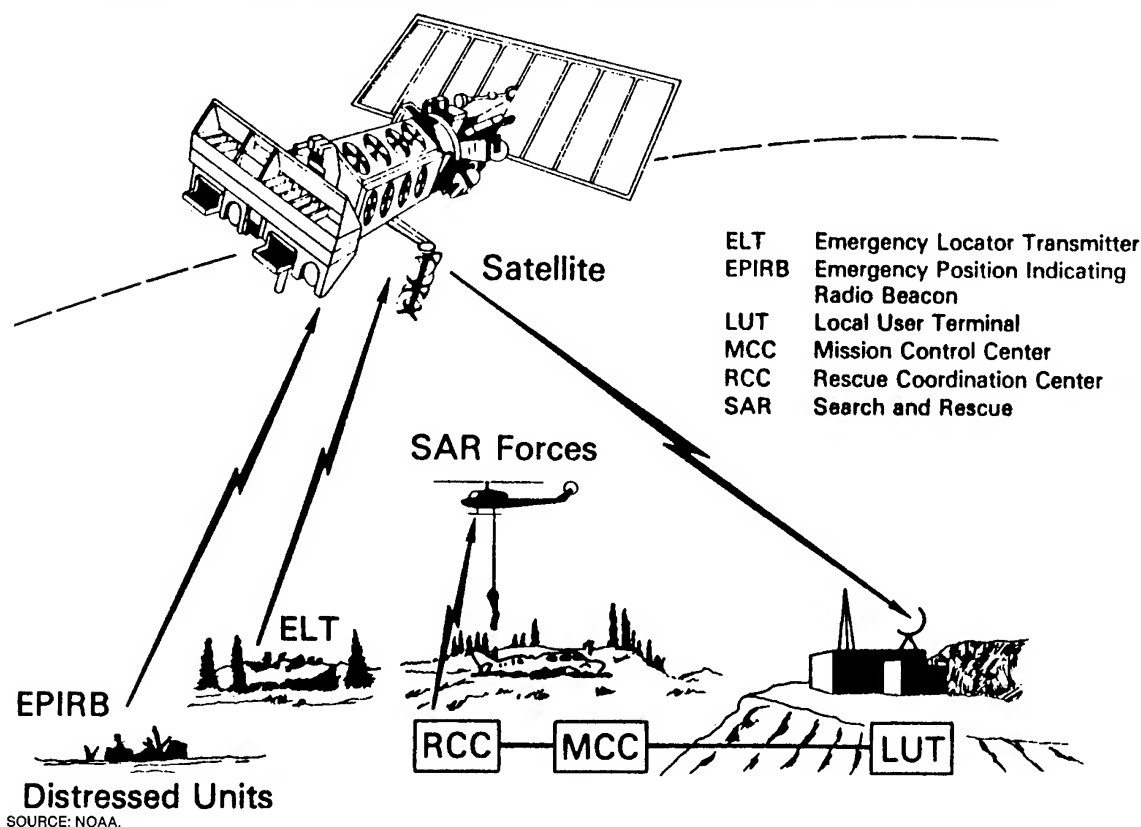 Satellite
ELT Emergency Locator Transmitter
EPIRB Emergency Position Indicating
Radio Beacon
LUT Local User Terminal
MCC Mission Control Center
RCC Rescue Coordination Center
SAR Search and Rescue
SAR Forces
ELT
EPIRB
RCC
MCC
LUT
Distressed Units
SOURCE: NOAA.